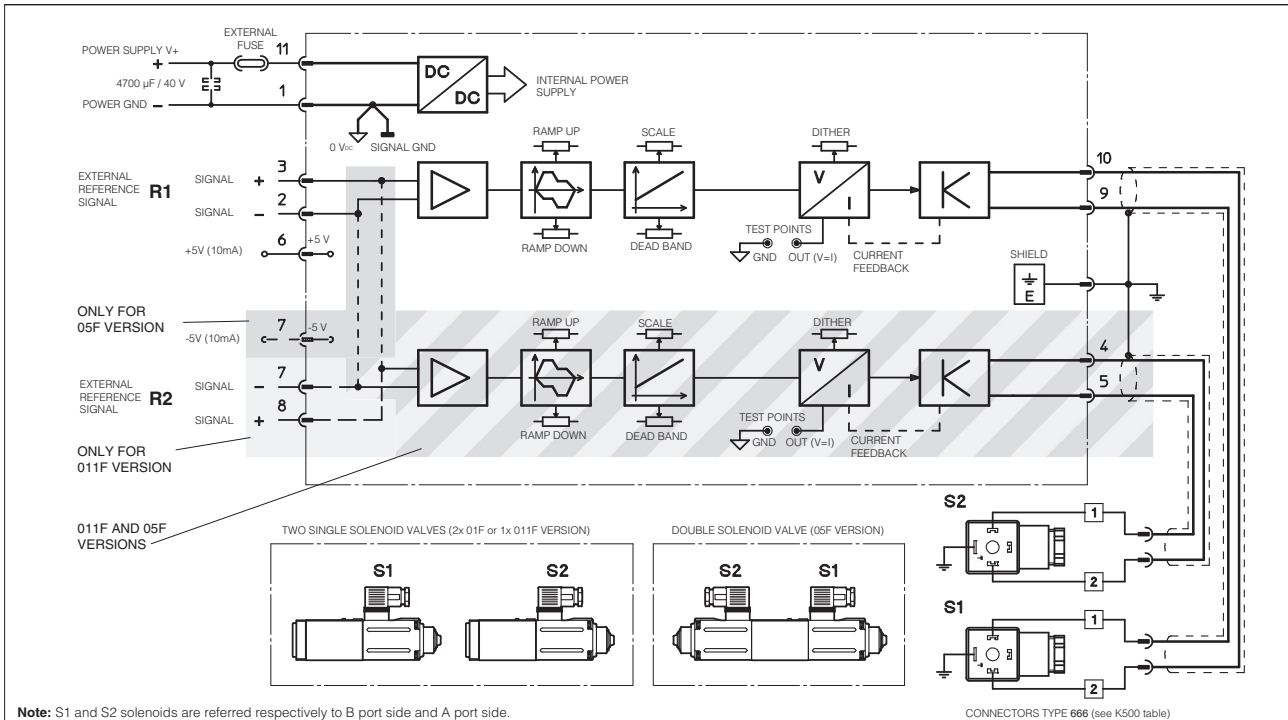 EXTERNAL
FUSE
POWER SUPPLY V+
+
11
4700 µF / 40 V
1
POWER GND
-
DC
DC
INTERNAL POWER
SUPPLY
0 VDC
SIGNAL GND
RAMP UP
SCALE
DITHER
3
10
EXTERNAL
REFERENCE
SIGNAL
R1
SIGNAL +
2
SIGNAL -
V
I
9
6
+5V (10mA)
+5 V
RAMP DOWN
DEAD BAND
TEST POINTS
GND
OUT (V=I)
CURRENT
FEEDBACK
SHIELD
E
ONLY FOR
05F VERSION
7
-5 V
-5V (10mA)
RAMP UP
SCALE
DITHER
4
7
EXTERNAL
REFERENCE
SIGNAL
R2
SIGNAL -
8
SIGNAL +
V
I
5
RAMP DOWN
DEAD BAND
TEST POINTS
GND
OUT (V=I)
CURRENT
FEEDBACK
ONLY FOR
011F VERSION
011F AND 05F
VERSIONS
TWO SINGLE SOLENOID VALVES (2x 01F or 1x 011F VERSION)
S1
S2
DOUBLE SOLENOID VALVE (05F VERSION)
S2
S1
S2
1
2
S1
1
2
Note: S1 and S2 solenoids are referred respectively to B port side and A port side.
CONNECTORS TYPE 666 (see K500 table)